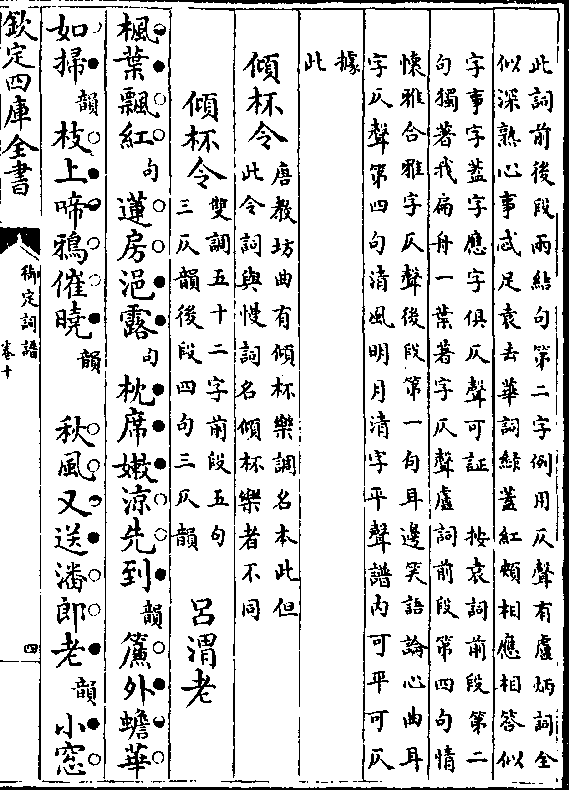 此詞前後段兩結句第二字例用仄聲有盧炳詞全
似深熟心事忒足袁去華詞緑蓋紅頰相應相答似
字事字蓋字應字俱仄聲可証　按袁詞前段第二
句獨著我扁舟一葉著字仄聲盧詞前段第四句情
懐雅合雅字仄聲後段第一句耳邊笑語論心曲耳
字仄聲第四句清風明月清字平聲譜内可平可仄
據
此
傾杯令
唐教坊曲有傾杯樂調名本此但
此令詞與慢詞名傾杯樂者不同
傾杯令
雙調五十二字前段五句
三仄韻後段四句三仄韻
呂渭老
楓葉飄紅句蓮房浥露句枕席嫩涼先到韻簾外蟾華
如掃韻枝上啼鴉催曉韻　秋風又送潘郎老韻小窓
欽定四庫全書
御定詞譜
卷十
四